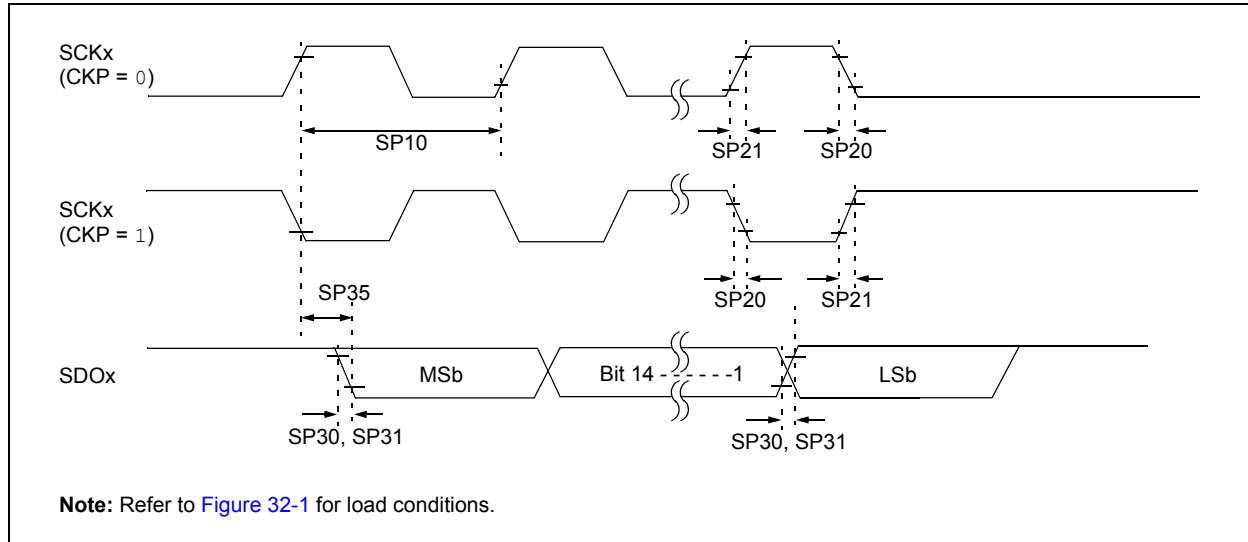 SCKx
(CKP = 0)
SP10
SP21
SP20
SCKx
(CKP = 1)
SP35
SP20
SP21
SDOx
MSb
Bit 14 - - - - - -1
LSb
SP30, SP31
SP30, SP31
Note: Refer to Figure 32-1 for load conditions.